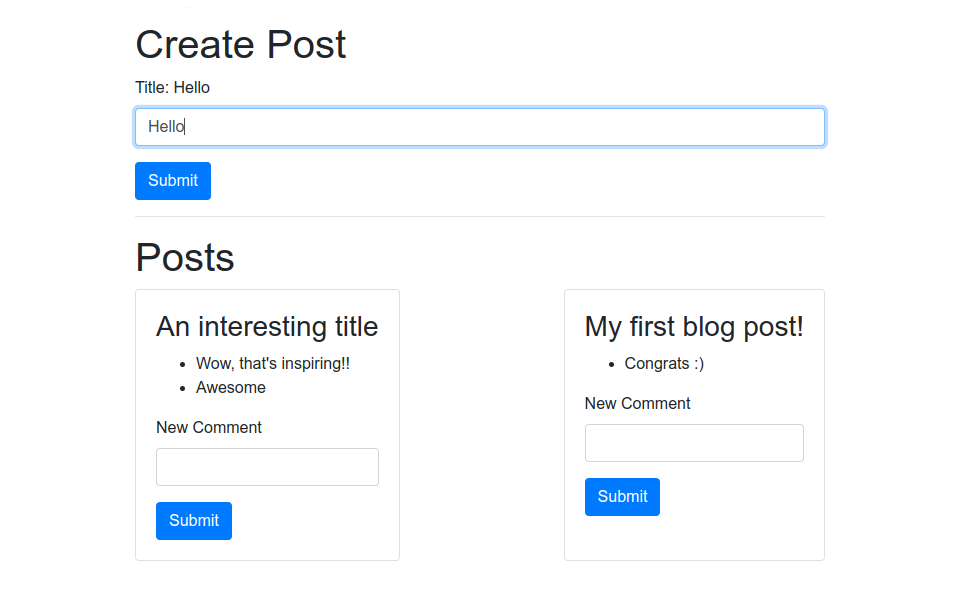 Create Post
Title: Hello
Hello
Submit
Posts
An interesting title
Wow, that's inspiring!!
Awesome
New Comment
Submit
My first blog post!
Congrats :)
New Comment
Submit